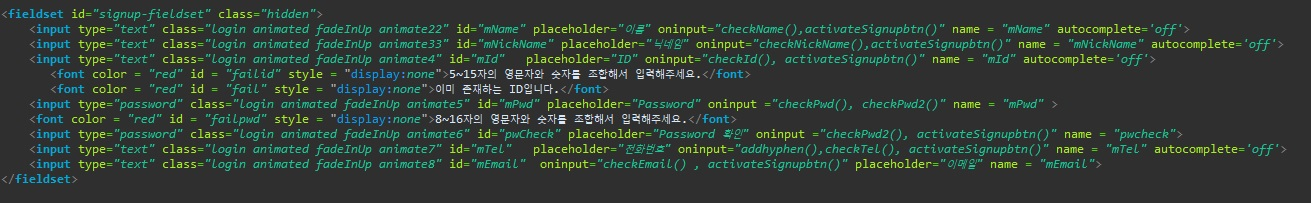 <fieldset id="signup-fieldset" class="hidden">
<input type="text" class="login animated fadeInUp animate22" id="mName" placeholder="이름" oninput="checkName(),activateSignupbtn()" name = "mName" autocomplete='off'>
<input type="text" class="login animated fadeInUp animate33" id="mNickName" placeholder="닉네임" oninput="checkNickName(),activateSignupbtn()" name = "mNickName" autocomplete='off'>
<input type="text" class="login animated fadeInUp animate4" id="mId" placeholder="ID" oninput="checkId(), activateSignupbtn()" name = "mId" autocomplete='off'>
<font color = "red" id = "failid" style = "display:none">5~15자의 영문자와 숫자를 조합해서 입력해주세요.</font>
<font color = "red" id = "fail" style = "display:none">이미 존재하는 ID입니다.</font>
<input type="password" class="login animated fadeInUp animate5" id="mPwd" placeholder="Password" oninput ="checkPwd(), checkPwd2()" name = "mPwd" >
<font color = "red" id = "failpwd" style = "display:none">8~16자의 영문자와 숫자를 조합해서 입력해주세요.</font>
<input type="password" class="login animated fadeInUp animate6" id="pwCheck" placeholder="Password 확인" oninput ="checkPwd2(), activateSignupbtn()" name = "pwcheck">
<input type="text" class="login animated fadeInUp animate7" id="mTel" placeholder="전화번호" oninput="addhyphen(),checkTel(), activateSignupbtn()" name = "mTel" autocomplete='off'>
<input type="text" class="login animated fadeInUp animate8" id="mEmail" oninput="checkEmail() , activateSignupbtn()" placeholder="이메일" name = "mEmail">
</fieldset>